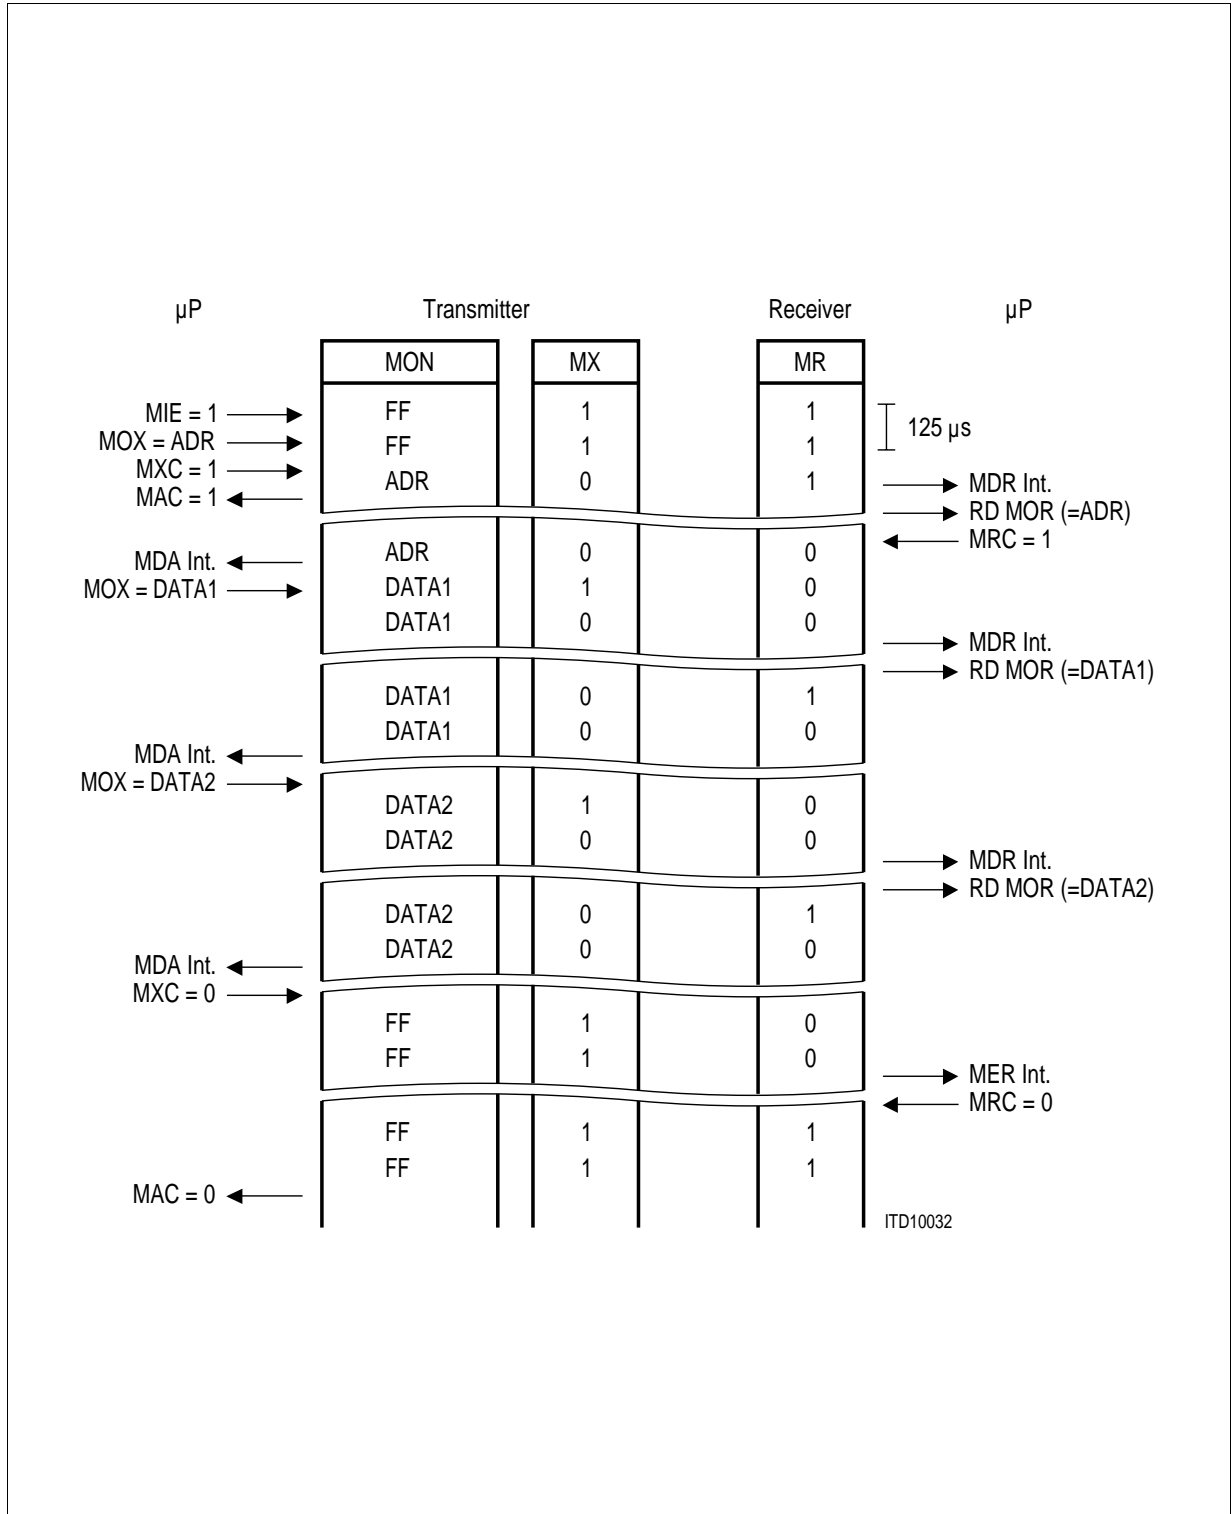 µP Transmitter Receiver µP
MON MX MR
MIE = 1 FF 1 1
125 µs
MOX = ADR FF 1 1
MXC = 1 ADR 0 1 MDR Int.
MAC = 1 RD MOR (=ADR)
MRC = 1
MDA Int. ADR 0 0
MOX = DATA1 DATA1 1 0
DATA1 0 0
MDR Int.
RD MOR (=DATA1)
DATA1 0 1
DATA1 0 0
MDA Int.
MOX = DATA2
DATA2 1 0
DATA2 0 0
MDR Int.
RD MOR (=DATA2)
DATA2 0 1
DATA2 0 0
MDA Int.
MXC = 0
FF 1 0
FF 1 0
MER Int.
MRC = 0
FF 1 1
FF 1 1
MAC = 0
ITD10032